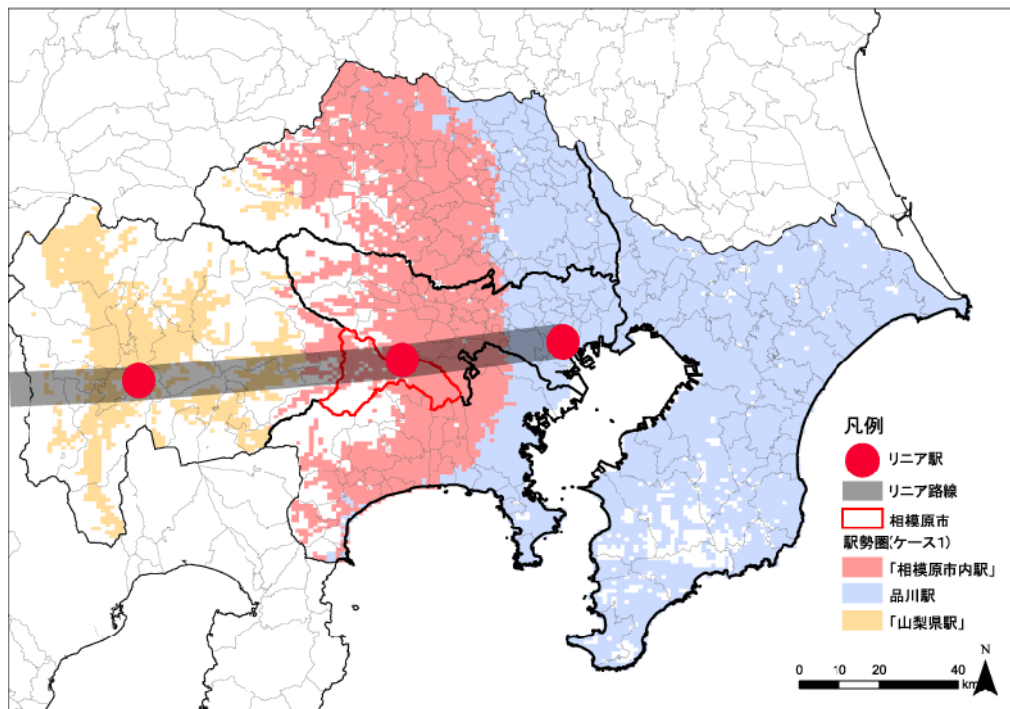 凡例
リニア駅
リニア路線
相模原市
駅勢圏(ケース1)
「相模原市内駅」
品川駅
「山梨県駅」
N
0 10 20 40
km